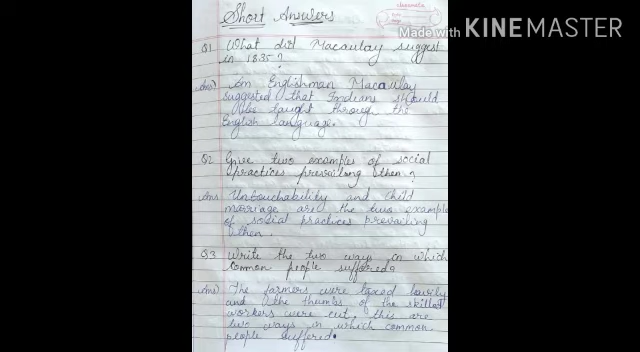 Short Answers
Made with KINEMASTER
Q1 What did Macaulay suggest
in 1835?
Ans) An Englishman Macaulay
suggested that Indians should
be taught through the
English language.
Q2 Give two examples of social
practices prevailing then?
Ans Untouchability and child
marriage are the two example
of social practices prevailing
then.
Q3 Write the two ways in which
common people suffered?
Ans) The farmers were taxed
and the thumbs of the skilled
workers were cut. this are
two ways in which common
people suffered.